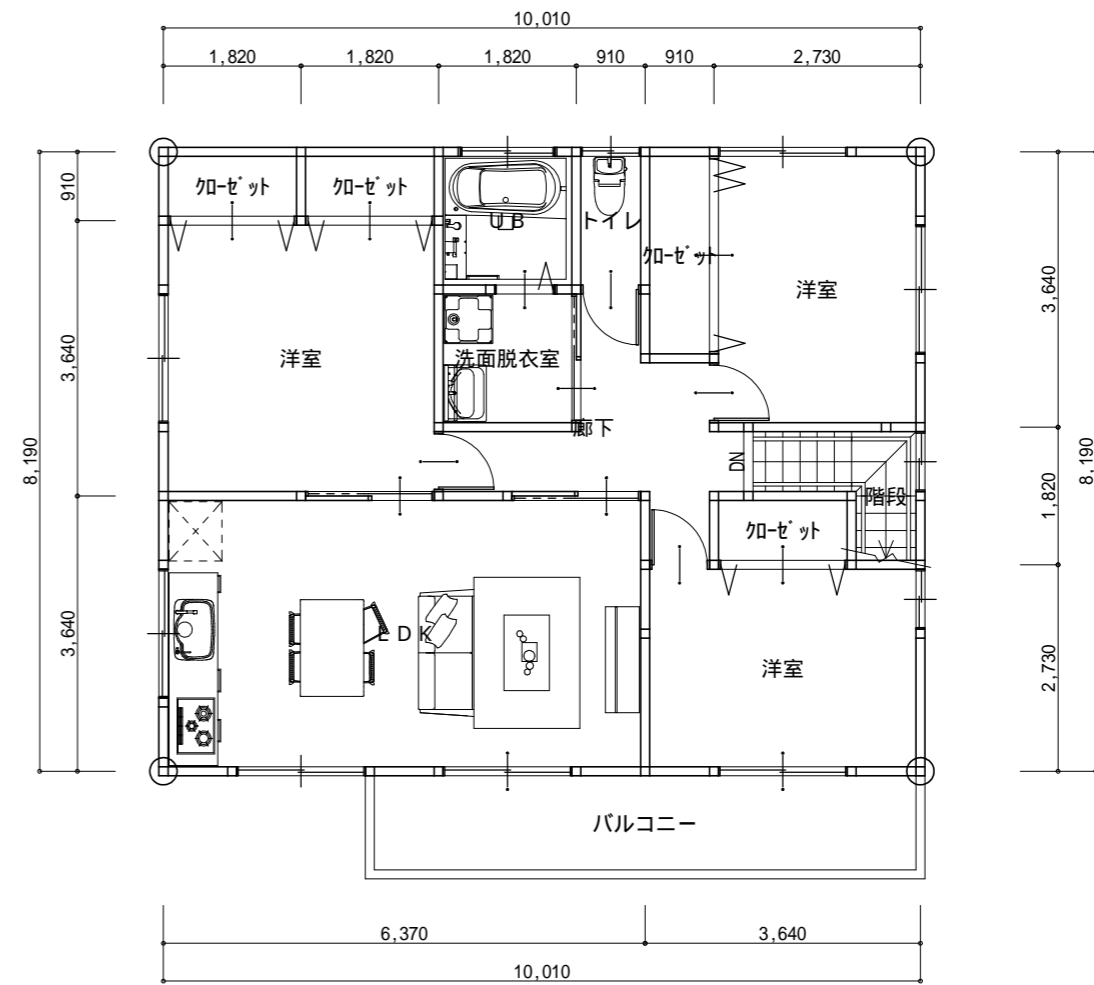 10,010
1,820 1,820 1,820 910 910 2,730
910
3,640
3,640
8,190
3,640
1,820
2,730
8,190
ｸﾛｰｾﾞｯﾄ ｸﾛｰｾﾞｯﾄ
ＵＢ
トイレ
ｸﾛｰｾﾞｯﾄ
洋室
洋室
洗面脱衣室
廊下
DN
階段
ｸﾛｰｾﾞｯﾄ
ＬＤＫ
洋室
バルコニー
6,370 3,640
10,010